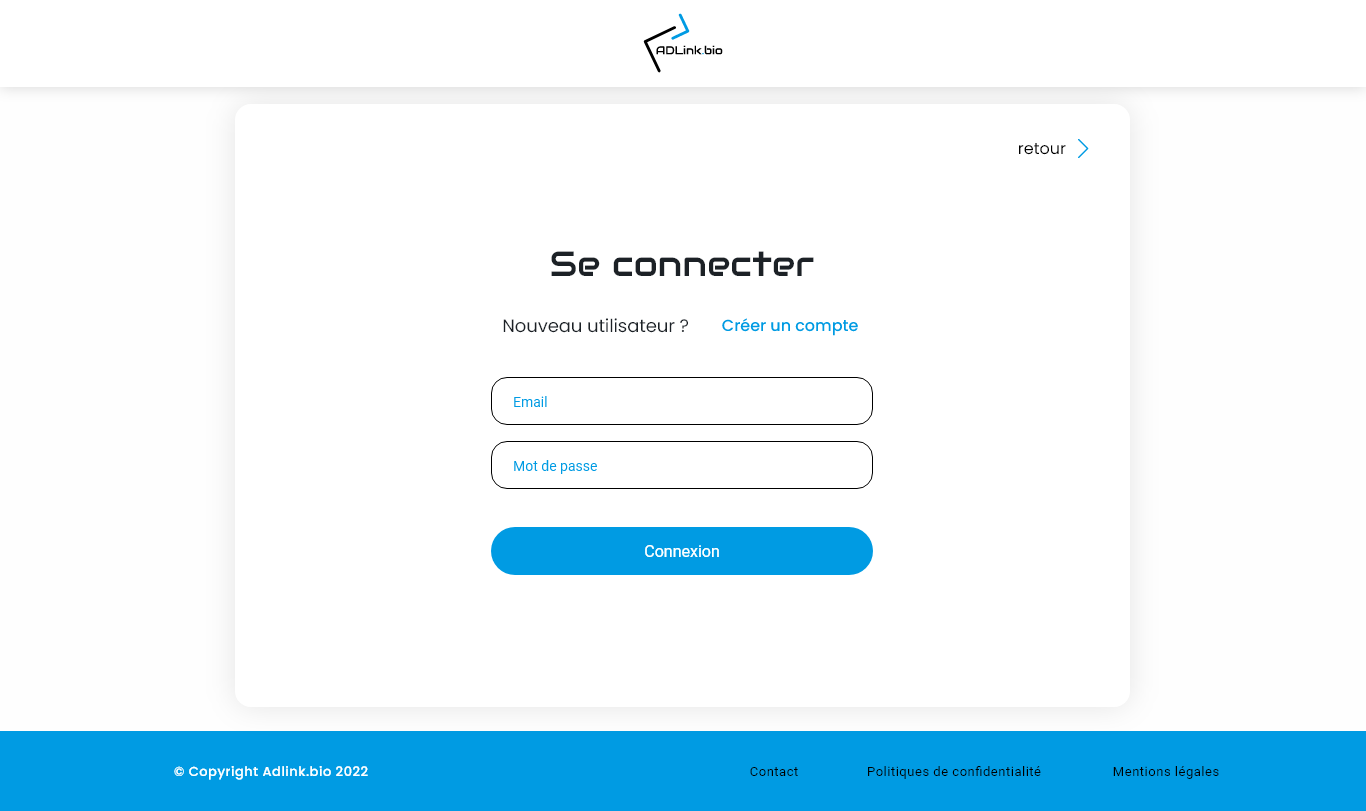 ADLink.bio
retour
Se connecter
Nouveau utilisateur ? Créer un compte
Email
Mot de passe
Connexion
© Copyright Adlink.bio 2022 Contact Politiques de confidentialité Mentions légales